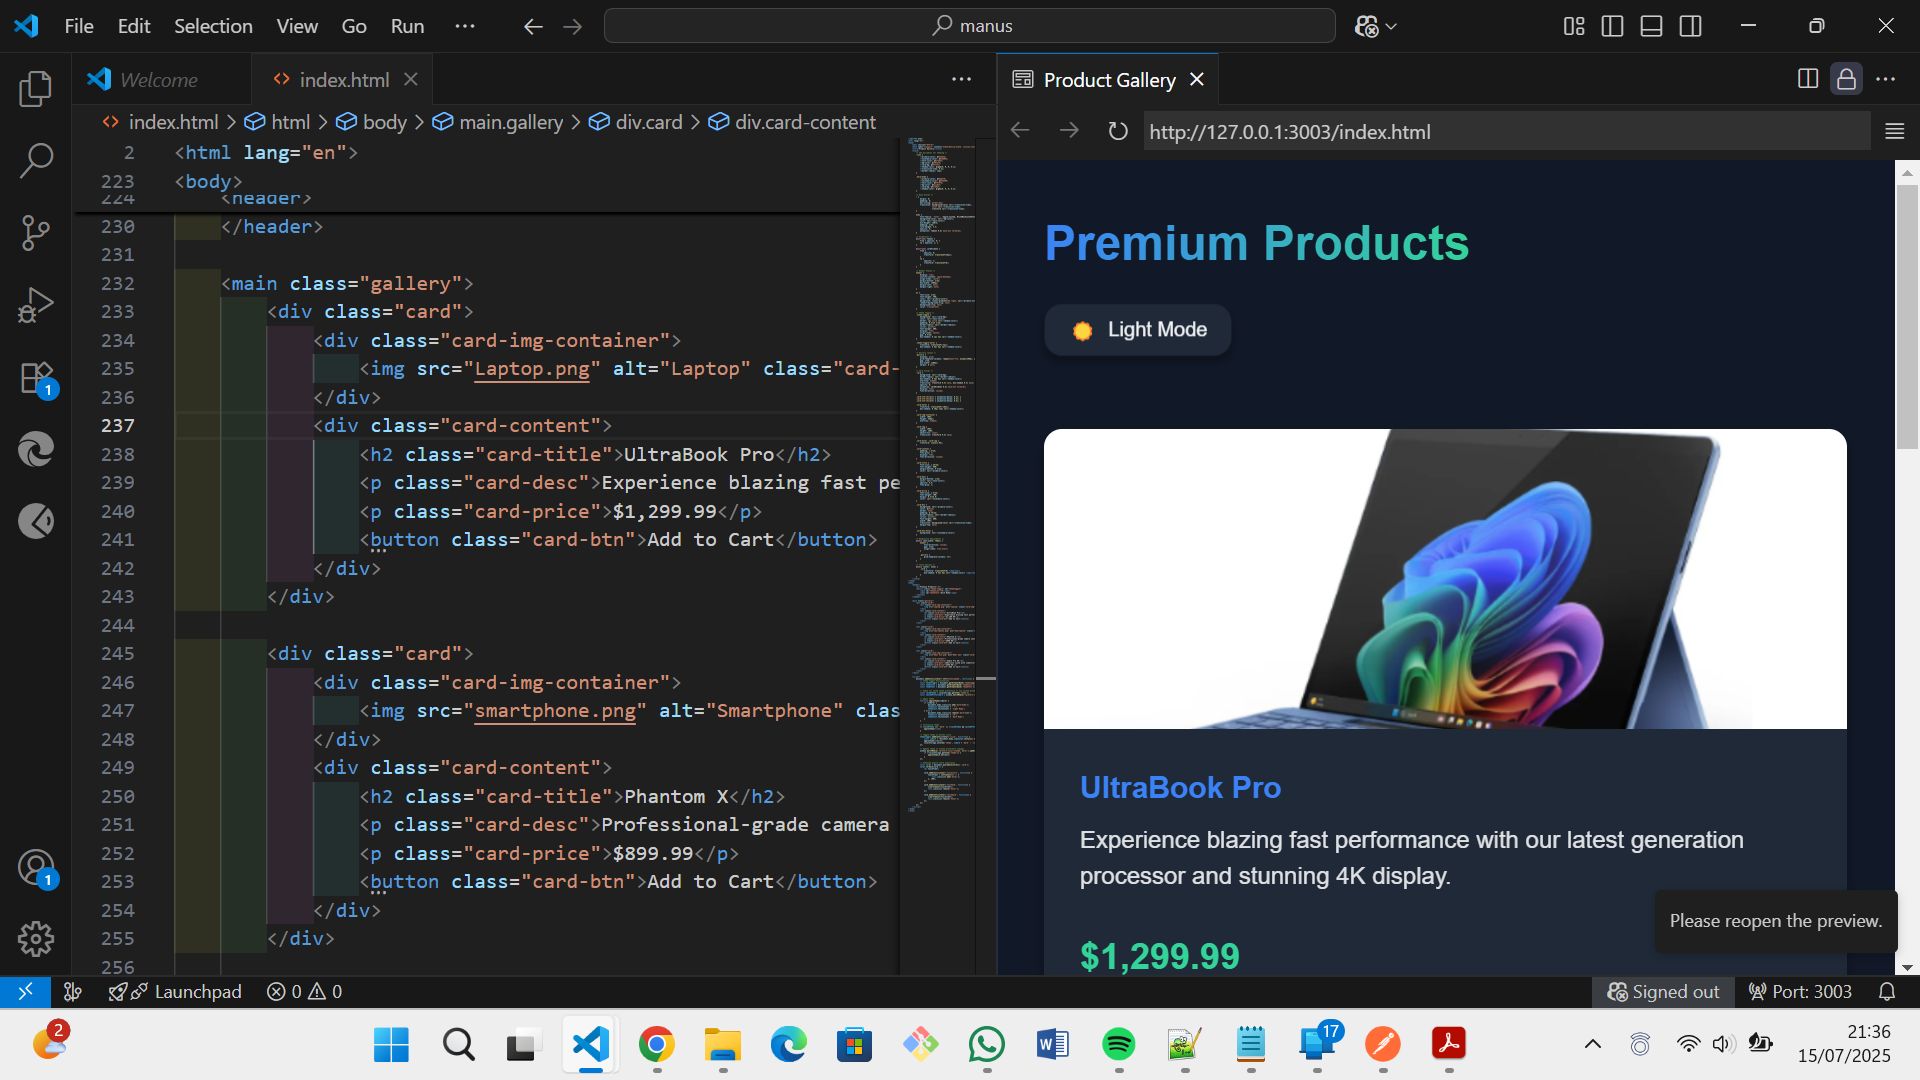 File Edit Selection View Go Run ···
manus
Welcome
index.html
Product Gallery
index.html > html > body > main.gallery > div.card > div.card-content
http://127.0.0.1:3003/index.html
2 <html lang="en">
223 <body>
224 <header>
230 </header>
231
232 <main class="gallery">
233 <div class="card">
234 <div class="card-img-container">
235 <img src="Laptop.png" alt="Laptop" class="card-
236 </div>
237 <div class="card-content">
238 <h2 class="card-title">UltraBook Pro</h2>
239 <p class="card-desc">Experience blazing fast pe
240 <p class="card-price">$1,299.99</p>
241 <button class="card-btn">Add to Cart</button>
242 </div>
243 </div>
244
245 <div class="card">
246 <div class="card-img-container">
247 <img src="smartphone.png" alt="Smartphone" clas
248 </div>
249 <div class="card-content">
250 <h2 class="card-title">Phantom X</h2>
251 <p class="card-desc">Professional-grade camera
252 <p class="card-price">$899.99</p>
253 <button class="card-btn">Add to Cart</button>
254 </div>
255 </div>
256
Premium Products
Light Mode
UltraBook Pro
Experience blazing fast performance with our latest generation
processor and stunning 4K display.
$1,299.99
Please reopen the preview.
1
1
Launchpad
0 0
Signed out
Port: 3003
2
17
21:36
15/07/2025